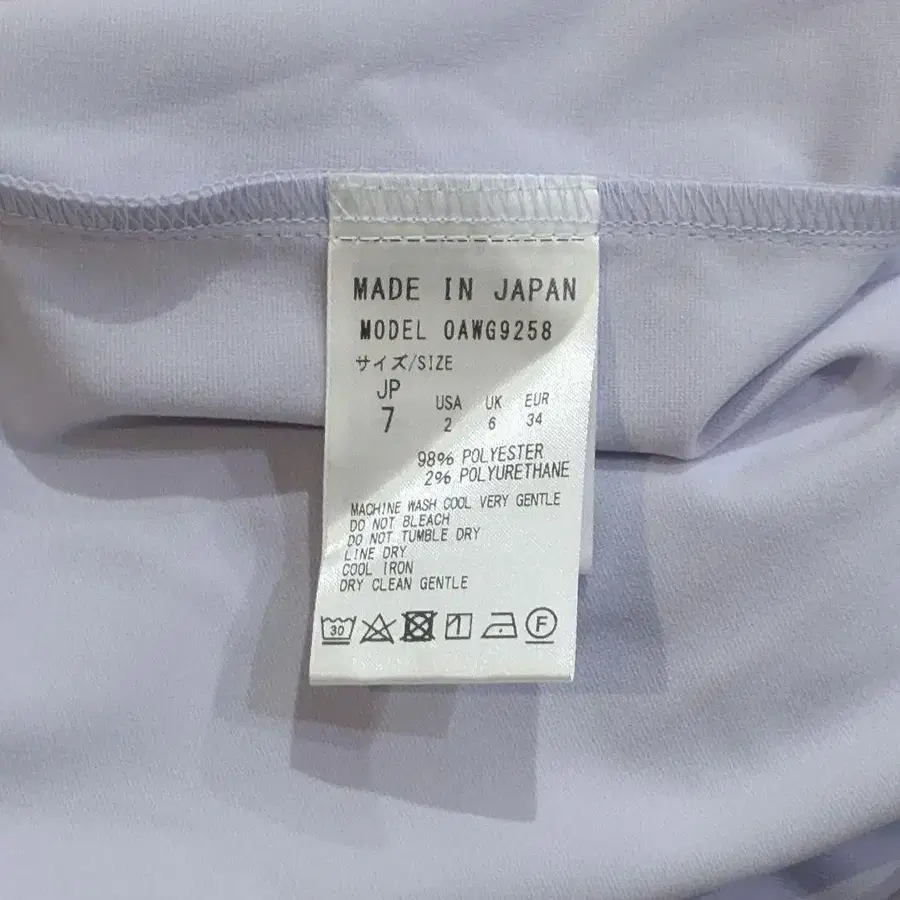 MADE IN JAPAN
MODEL OAWG9258
サイズ/SIZE
JP USA UK EUR
7 2 6 34
98% POLYESTER
2% POLYURETHANE
MACHINE WASH COOL VERY GENTLE
DO NOT BLEACH
DO NOT TUMBLE DRY
LINE DRY
COOL IRON
DRY CLEAN GENTLE
30 F